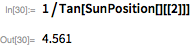 In[30]:= 1/Tan[SunPosition[][[2]]]
Out[30]= 4.561